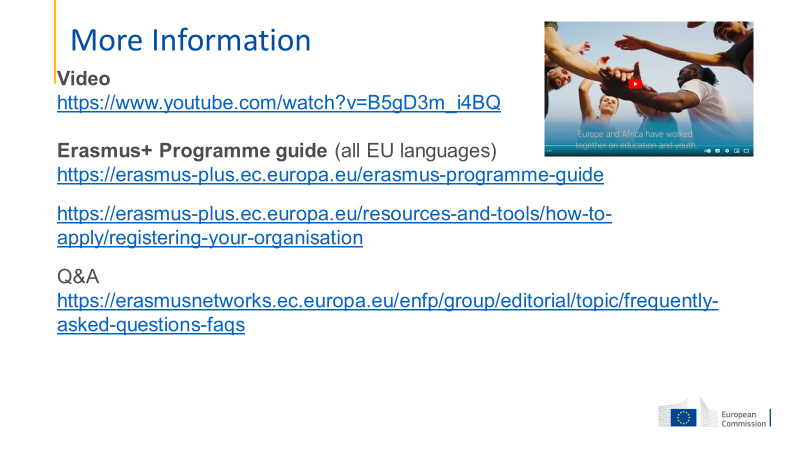 More Information
Video
https://www.youtube.com/watch?v=B5gD3m_i4BQ
Europe and Africa have worked
together on education and youth.
Erasmus+ Programme guide (all EU languages)
https://erasmus-plus.ec.europa.eu/erasmus-programme-guide
https://erasmus-plus.ec.europa.eu/resources-and-tools/how-to-
apply/registering-your-organisation
Q&A
https://erasmusnetworks.ec.europa.eu/enfp/group/editorial/topic/frequently-
asked-questions-faqs
European
Commission